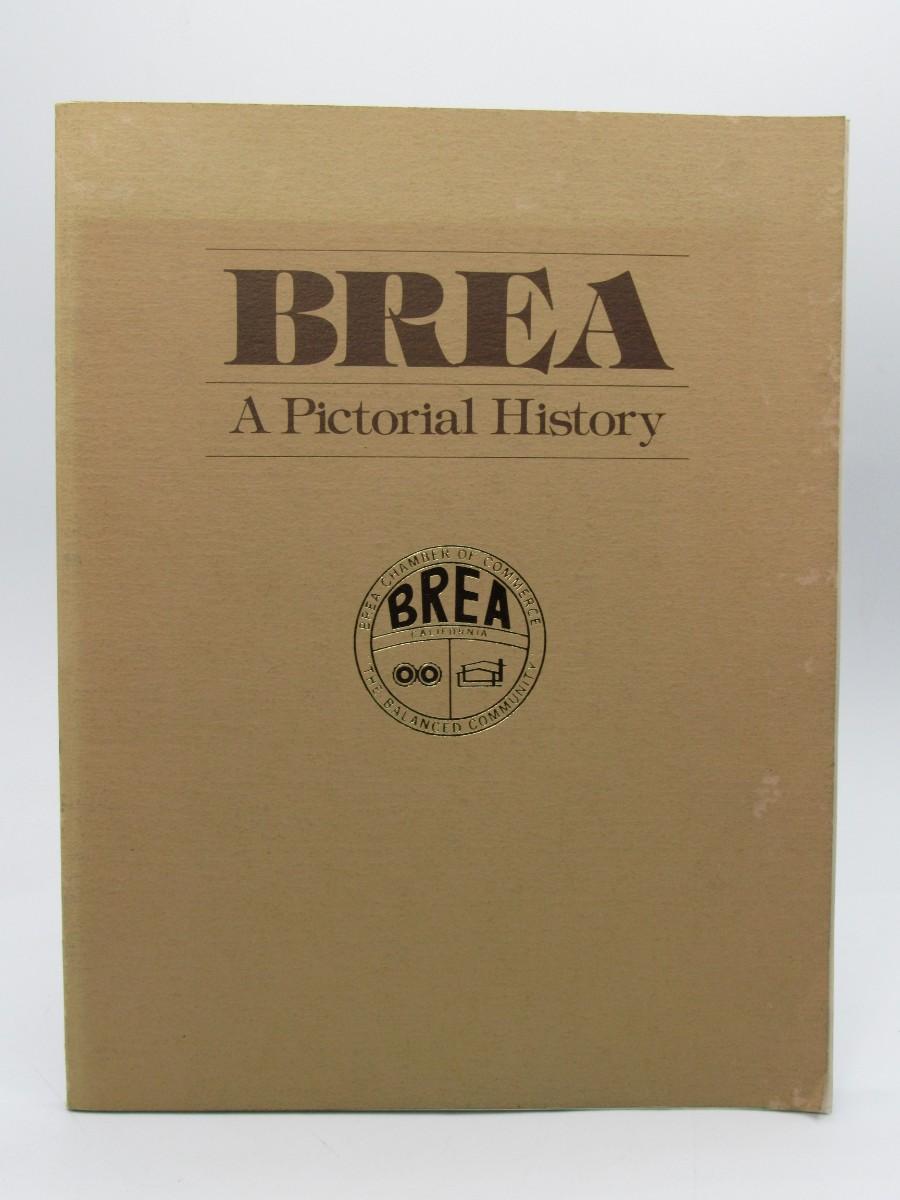 BREA
A Pictorial History
BREA CHAMBER OF COMMERCE
BREA
CALIFORNIA
THE BALANCED COMMUNITY